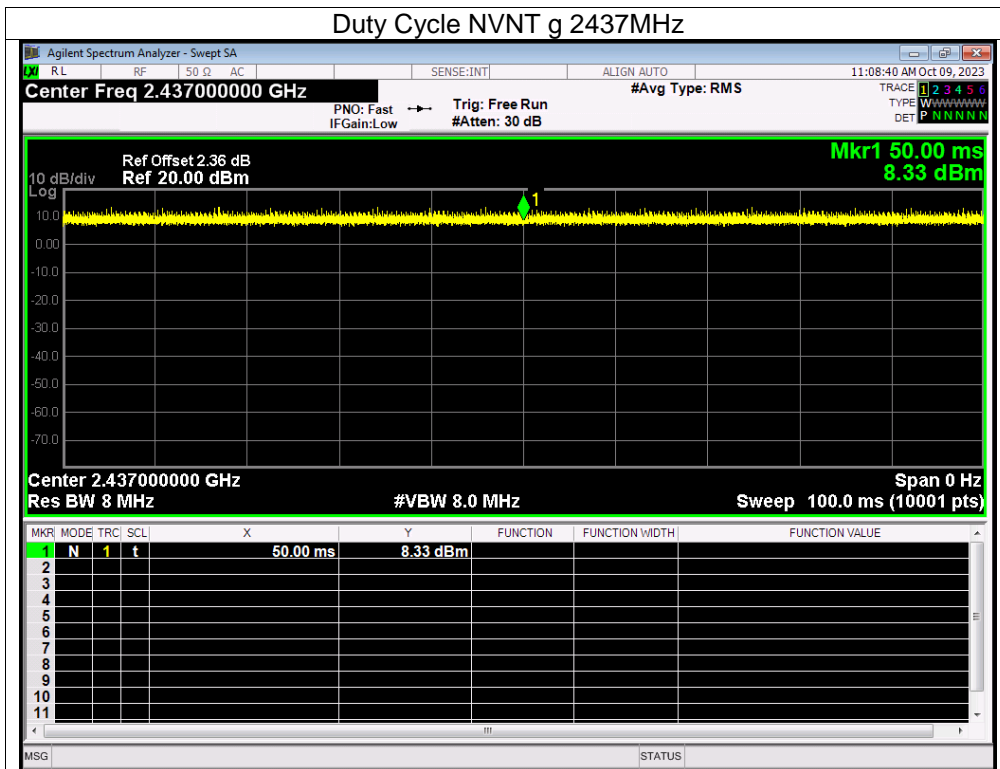 Duty Cycle NVNT g 2437MHz
Agilent Spectrum Analyzer - Swept SA
LXI RL RF 50 Ω AC SENSE:INT ALIGN AUTO 11:08:40 AM Oct 09, 2023
Center Freq 2.437000000 GHz #Avg Type: RMS TRACE 1 2 3 4 5 6
PNO: Fast Trig: Free Run TYPE WWWWWW
IFGain:Low #Atten: 30 dB DET P N N N N N
Mkr1 50.00 ms
8.33 dBm
Ref Offset 2.36 dB
10 dB/div Ref 20.00 dBm
Log
1
10.0
0.00
-10.0
-20.0
-30.0
-40.0
-50.0
-60.0
-70.0
Center 2.437000000 GHz Span 0 Hz
Res BW 8 MHz #VBW 8.0 MHz Sweep 100.0 ms (10001 pts)
MKR MODE TRC SCL X Y FUNCTION FUNCTION WIDTH FUNCTION VALUE
1 N 1 t 50.00 ms 8.33 dBm
2
3
4
5
6
7
8
9
10
11
MSG STATUS